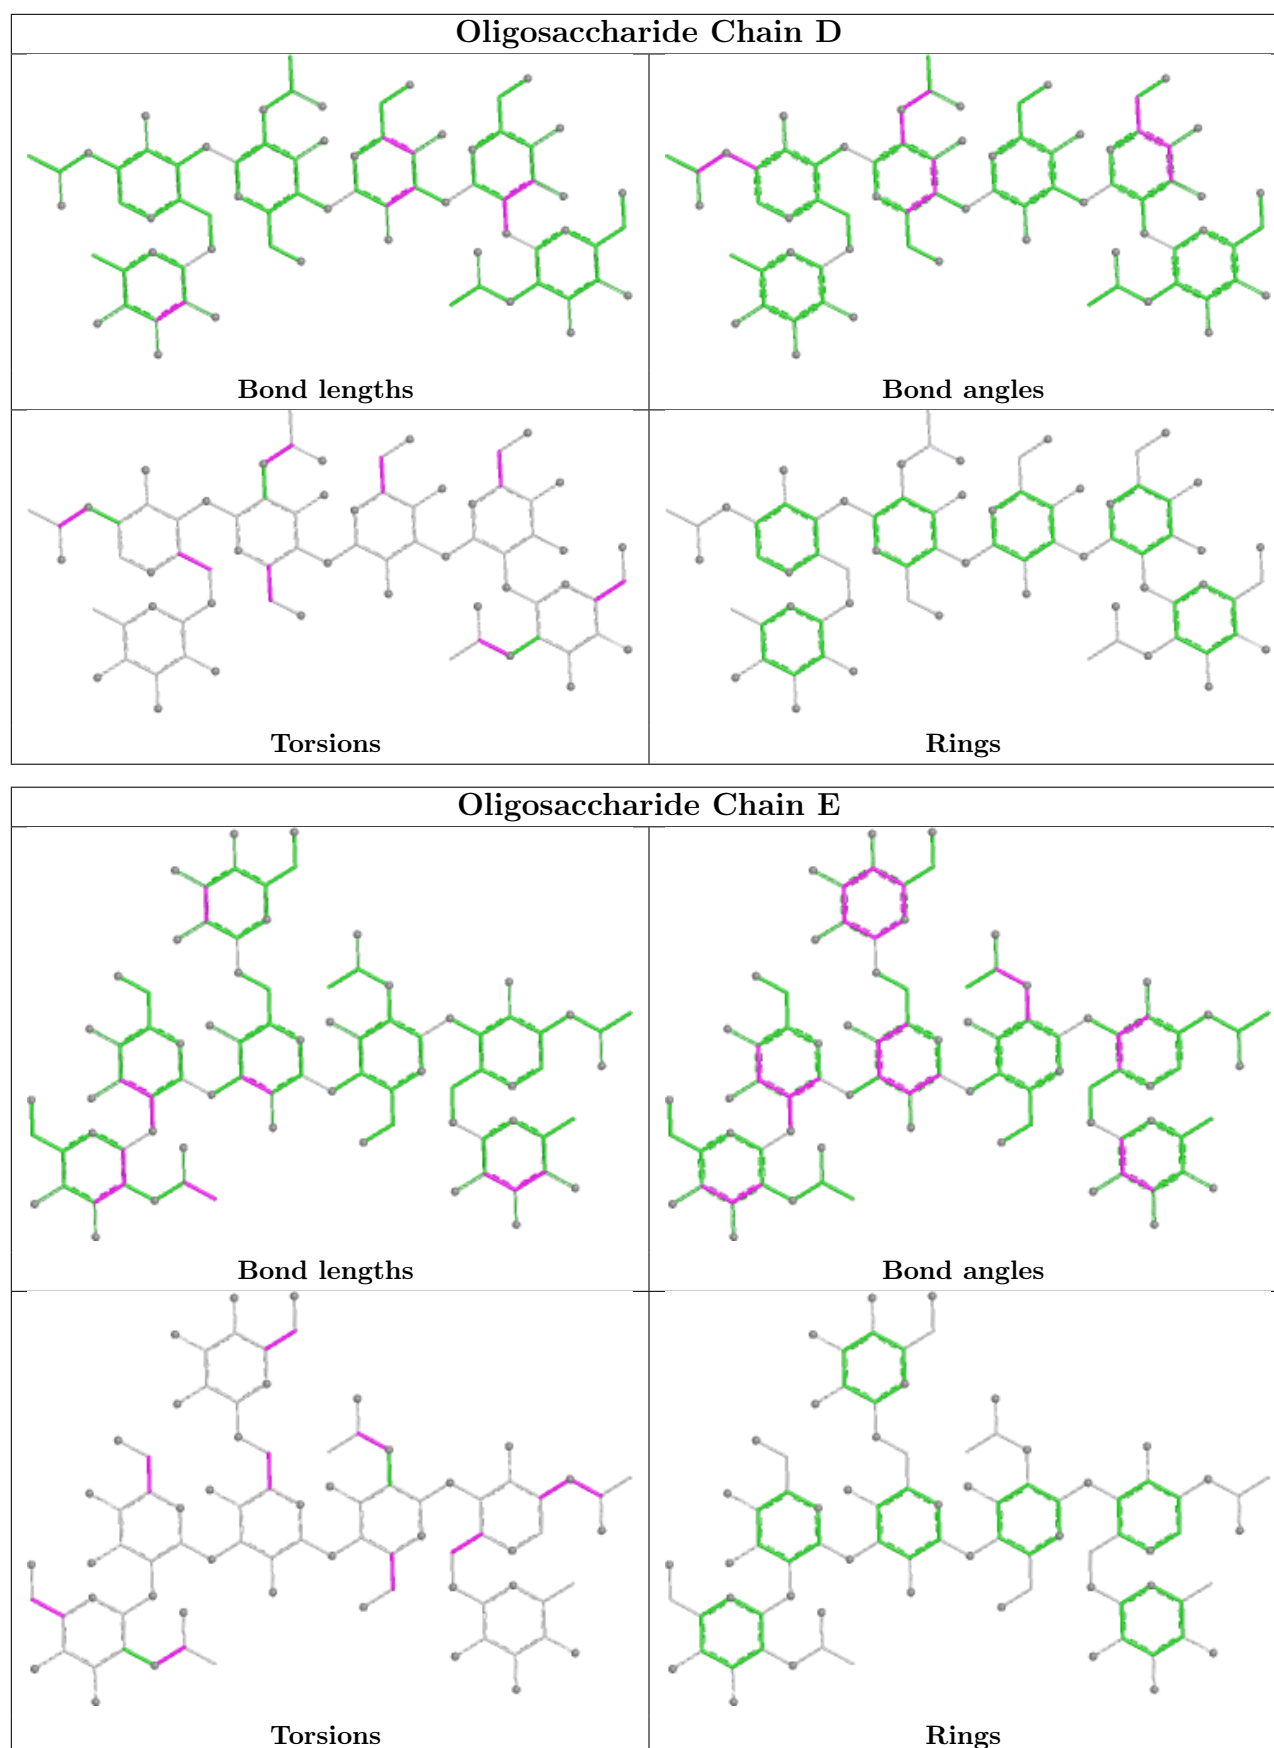 Oligosaccharide Chain D
Bond lengths
Bond angles
Torsions
Rings
Oligosaccharide Chain E
Bond lengths
Bond angles
Torsions
Rings